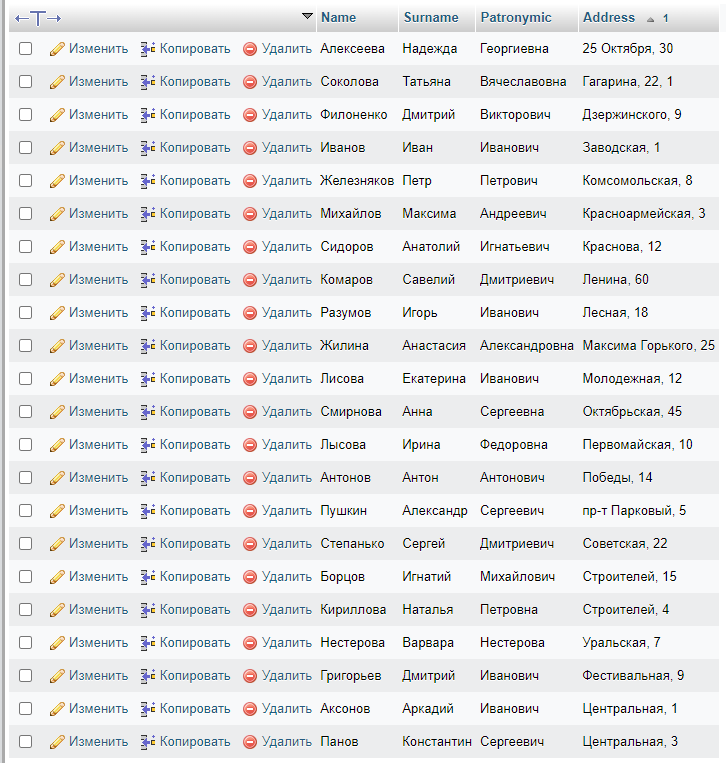 Name Surname Patronymic Address 1
Изменить Копировать Удалить Алексеева Надежда Георгиевна 25 Октября, 30
Изменить Копировать Удалить Соколова Татьяна Вячеславовна Гагарина, 22, 1
Изменить Копировать Удалить Филоненко Дмитрий Викторович Дзержинского, 9
Изменить Копировать Удалить Иванов Иван Иванович Заводская, 1
Изменить Копировать Удалить Железняков Петр Петрович Комсомольская, 8
Изменить Копировать Удалить Михайлов Максима Андреевич Красноармейская, 3
Изменить Копировать Удалить Сидоров Анатолий Игнатьевич Краснова, 12
Изменить Копировать Удалить Комаров Савелий Дмитриевич Ленина, 60
Изменить Копировать Удалить Разумов Игорь Иванович Лесная, 18
Изменить Копировать Удалить Жилина Анастасия Александровна Максима Горького, 25
Изменить Копировать Удалить Лисова Екатерина Иванович Молодежная, 12
Изменить Копировать Удалить Смирнова Анна Сергеевна Октябрьская, 45
Изменить Копировать Удалить Лысова Ирина Федоровна Первомайская, 10
Изменить Копировать Удалить Антонов Антон Антонович Победы, 14
Изменить Копировать Удалить Пушкин Александр Сергеевич пр-т Парковый, 5
Изменить Копировать Удалить Степанько Сергей Дмитриевич Советская, 22
Изменить Копировать Удалить Борцов Игнатий Михайлович Строителей, 15
Изменить Копировать Удалить Кириллова Наталья Петровна Строителей, 4
Изменить Копировать Удалить Нестерова Варвара Нестерова Уральская, 7
Изменить Копировать Удалить Григорьев Дмитрий Иванович Фестивальная, 9
Изменить Копировать Удалить Аксонов Аркадий Иванович Центральная, 1
Изменить Копировать Удалить Панов Константин Сергеевич Центральная, 3